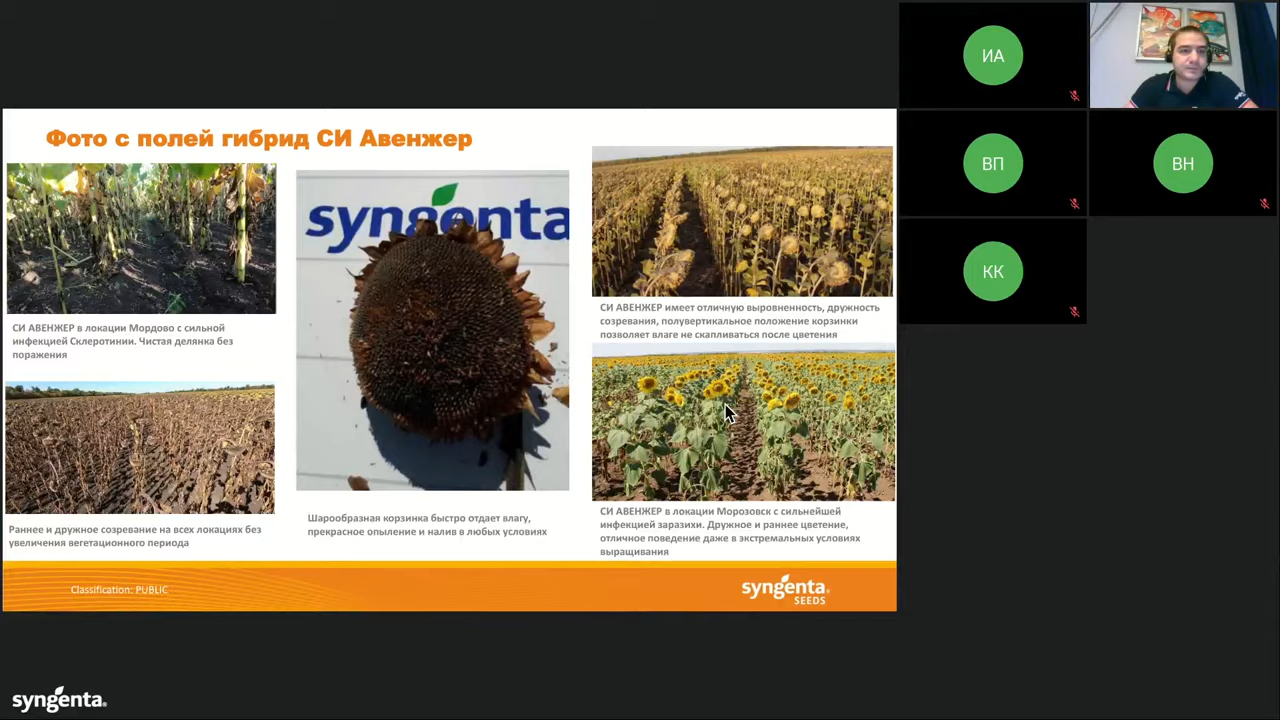 Фото с полей гибрид СИ Авенжер
СИ АВЕНЖЕР в локации Мордово с сильной
инфекцией Склеротинии. Чистая делянка без
поражения
Раннее и дружное созревание на всех локациях без
увеличения вегетационного периода
syngenta
Шарообразная корзинка быстро отдает влагу,
прекрасное опыление и налив в любых условиях
СИ АВЕНЖЕР имеет отличную выровненность, дружность
созревания, полувертикальное положение корзинки
позволяет влаге не скапливаться после цветения
СИ АВЕНЖЕР в локации Морозовск с сильнейшей
инфекцией заразихи. Дружное и раннее цветение,
отличное поведение даже в экстремальных условиях
выращивания
Classification: PUBLIC
syngenta®
SEEDS
ИА
ВП
ВН
КК
syngenta®